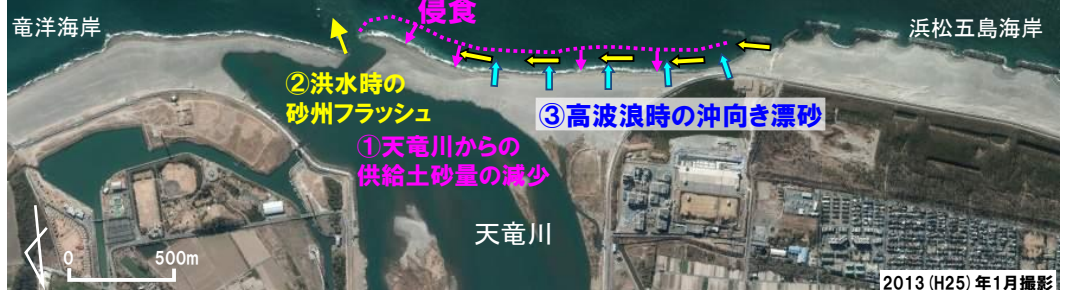 侵食
竜洋海岸
浜松五島海岸
②洪水時の
砂州フラッシュ
③高波浪時の沖向き漂砂
①天竜川からの
供給土砂量の減少
天竜川
0 500m
2013(H25)年1月撮影